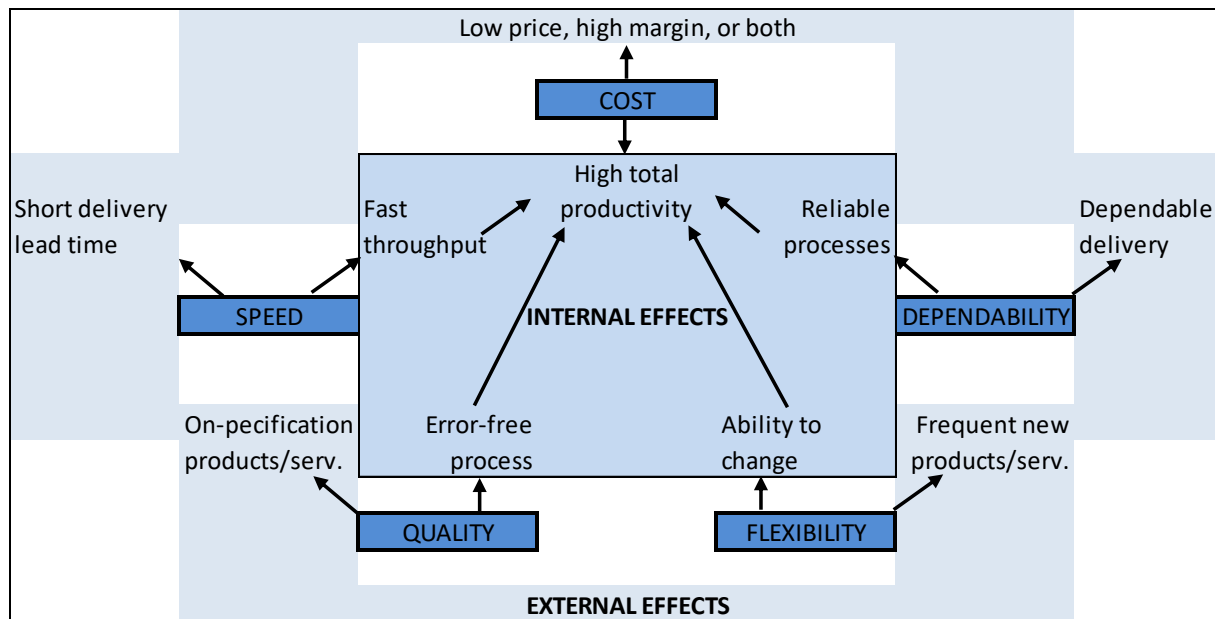 Low price, high margin, or both
COST
High total
productivity
Short delivery
lead time
Fast
throughput
Reliable
processes
Dependable
delivery
SPEED
INTERNAL EFFECTS
DEPENDABILITY
On-pecification
products/serv.
Error-free
process
Ability to
change
Frequent new
products/serv.
QUALITY
FLEXIBILITY
EXTERNAL EFFECTS